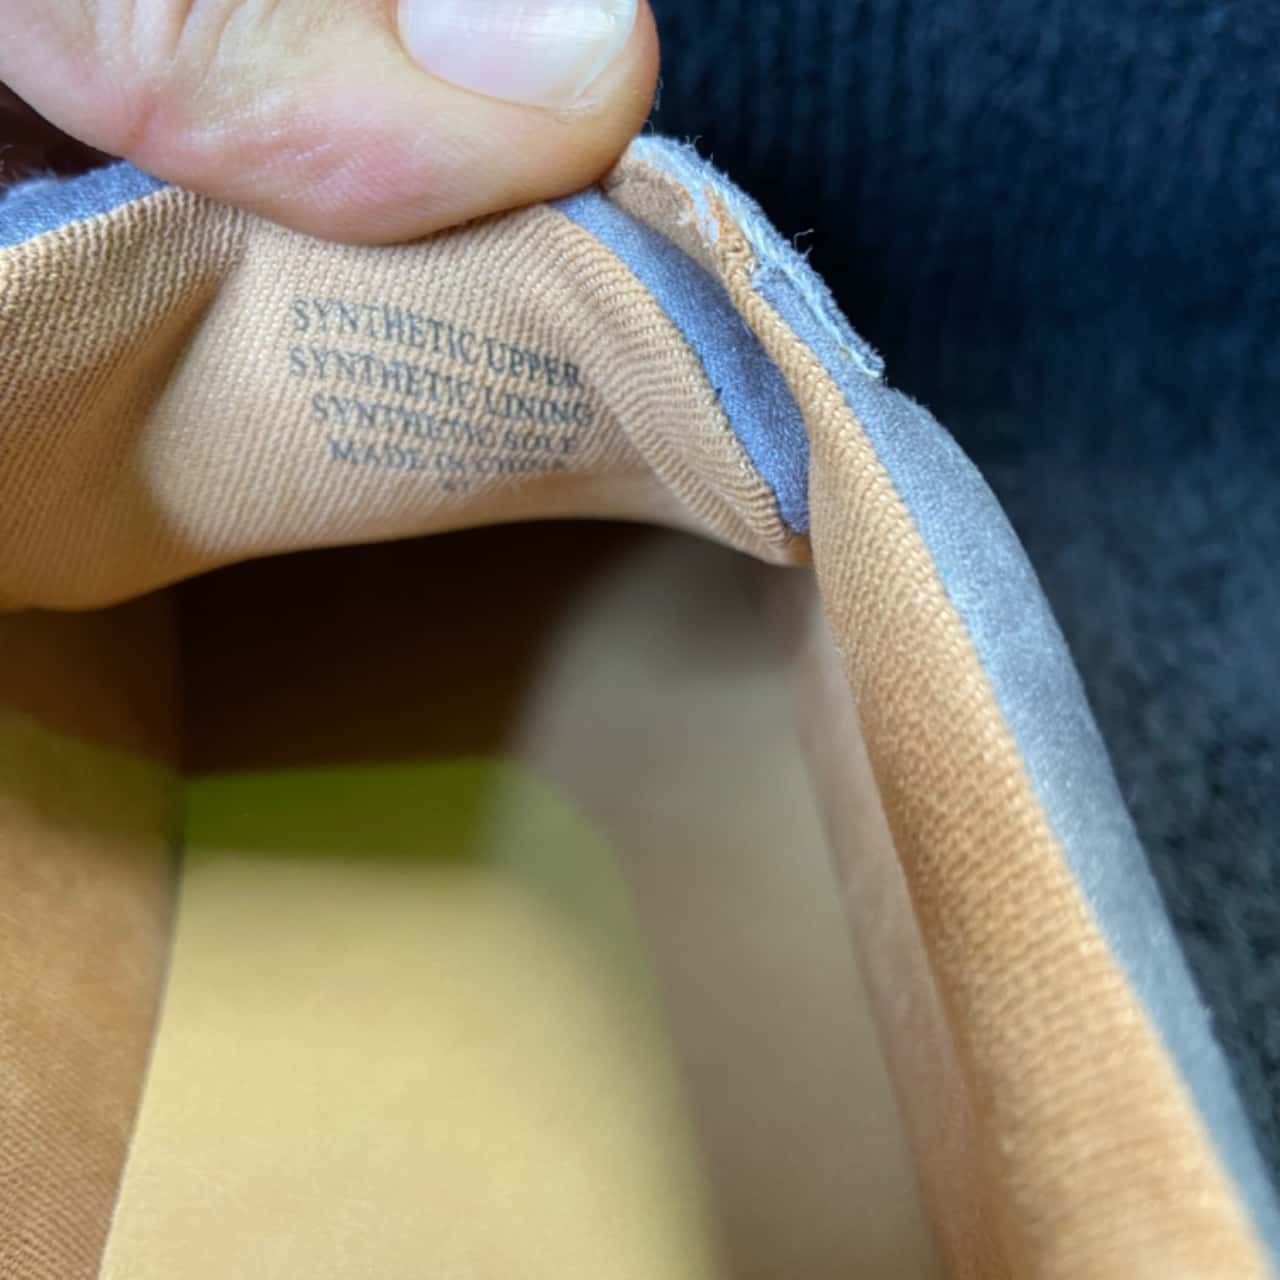 SYNTHETIC UPPER
SYNTHETIC LINING
SYNTHETIC SOLE
MADE IN CHINA